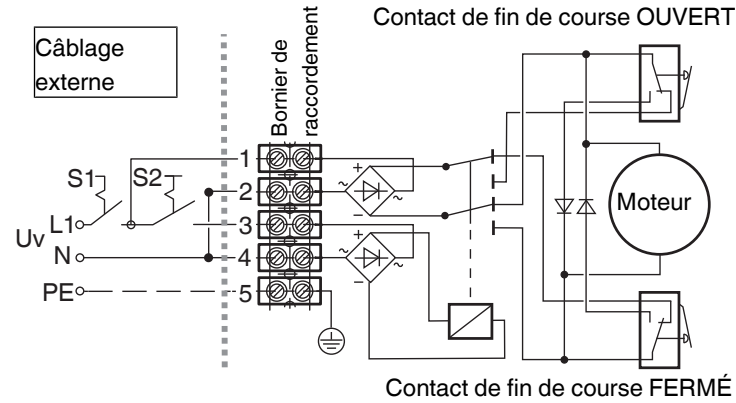 Contact de fin de course OUVERT
Câblage
externe
Bornier de
raccordement
S1
S2
1
2
3
4
5
L1
Uv
N
PE
+
~
~
−
+
~
~
−
Moteur
Contact de fin de course FERMÉ